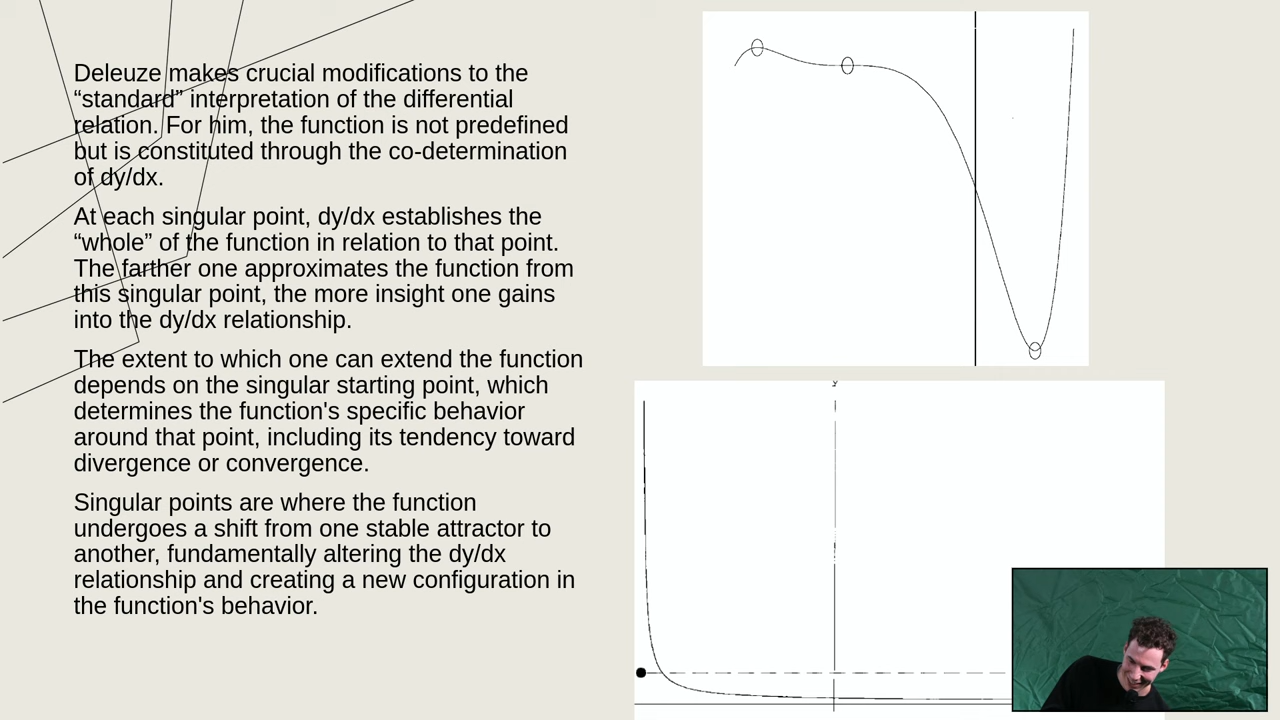 Deleuze makes crucial modifications to the
“standard” interpretation of the differential
relation. For him, the function is not predefined
but is constituted through the co-determination
of dy/dx.
At each singular point, dy/dx establishes the
“whole” of the function in relation to that point.
The farther one approximates the function from
this singular point, the more insight one gains
into the dy/dx relationship.
The extent to which one can extend the function
depends on the singular starting point, which
determines the function's specific behavior
around that point, including its tendency toward
divergence or convergence.
Singular points are where the function
undergoes a shift from one stable attractor to
another, fundamentally altering the dy/dx
relationship and creating a new configuration in
the function's behavior.
y